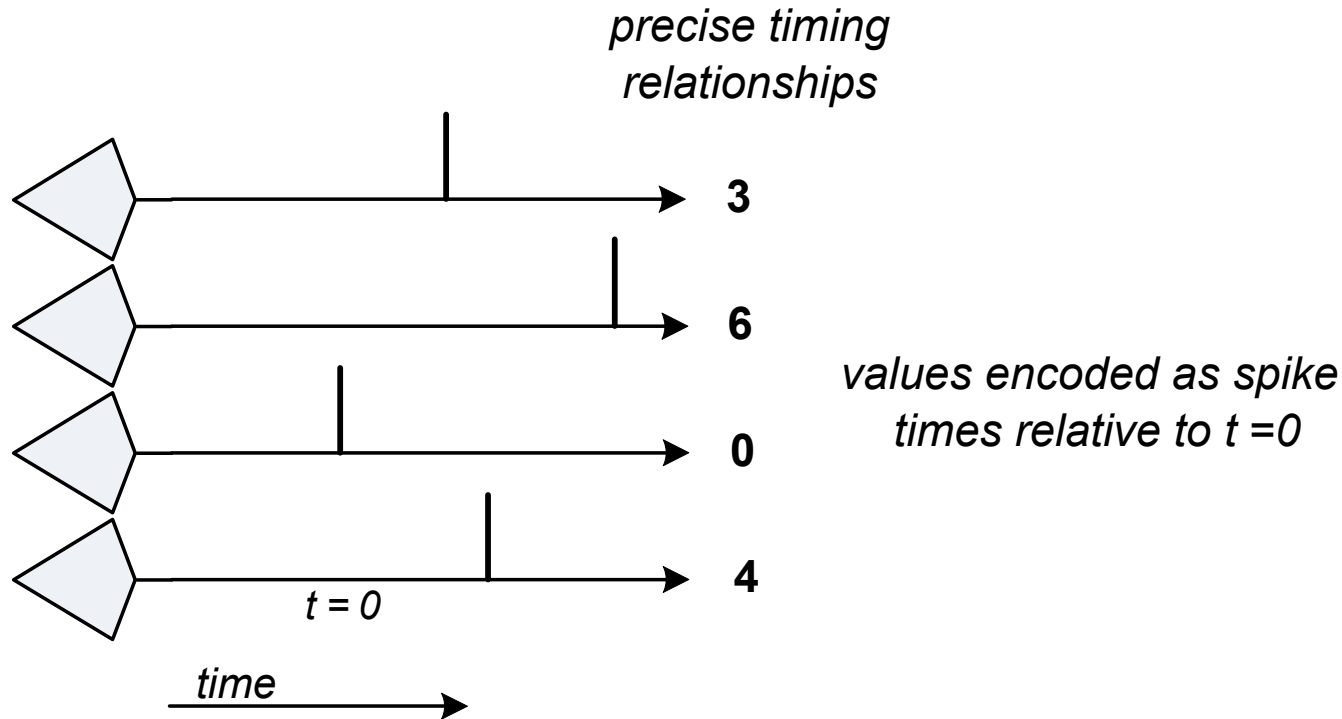 precise timing
relationships
3
6
values encoded as spike
times relative to t =0
0
4
t = 0
time